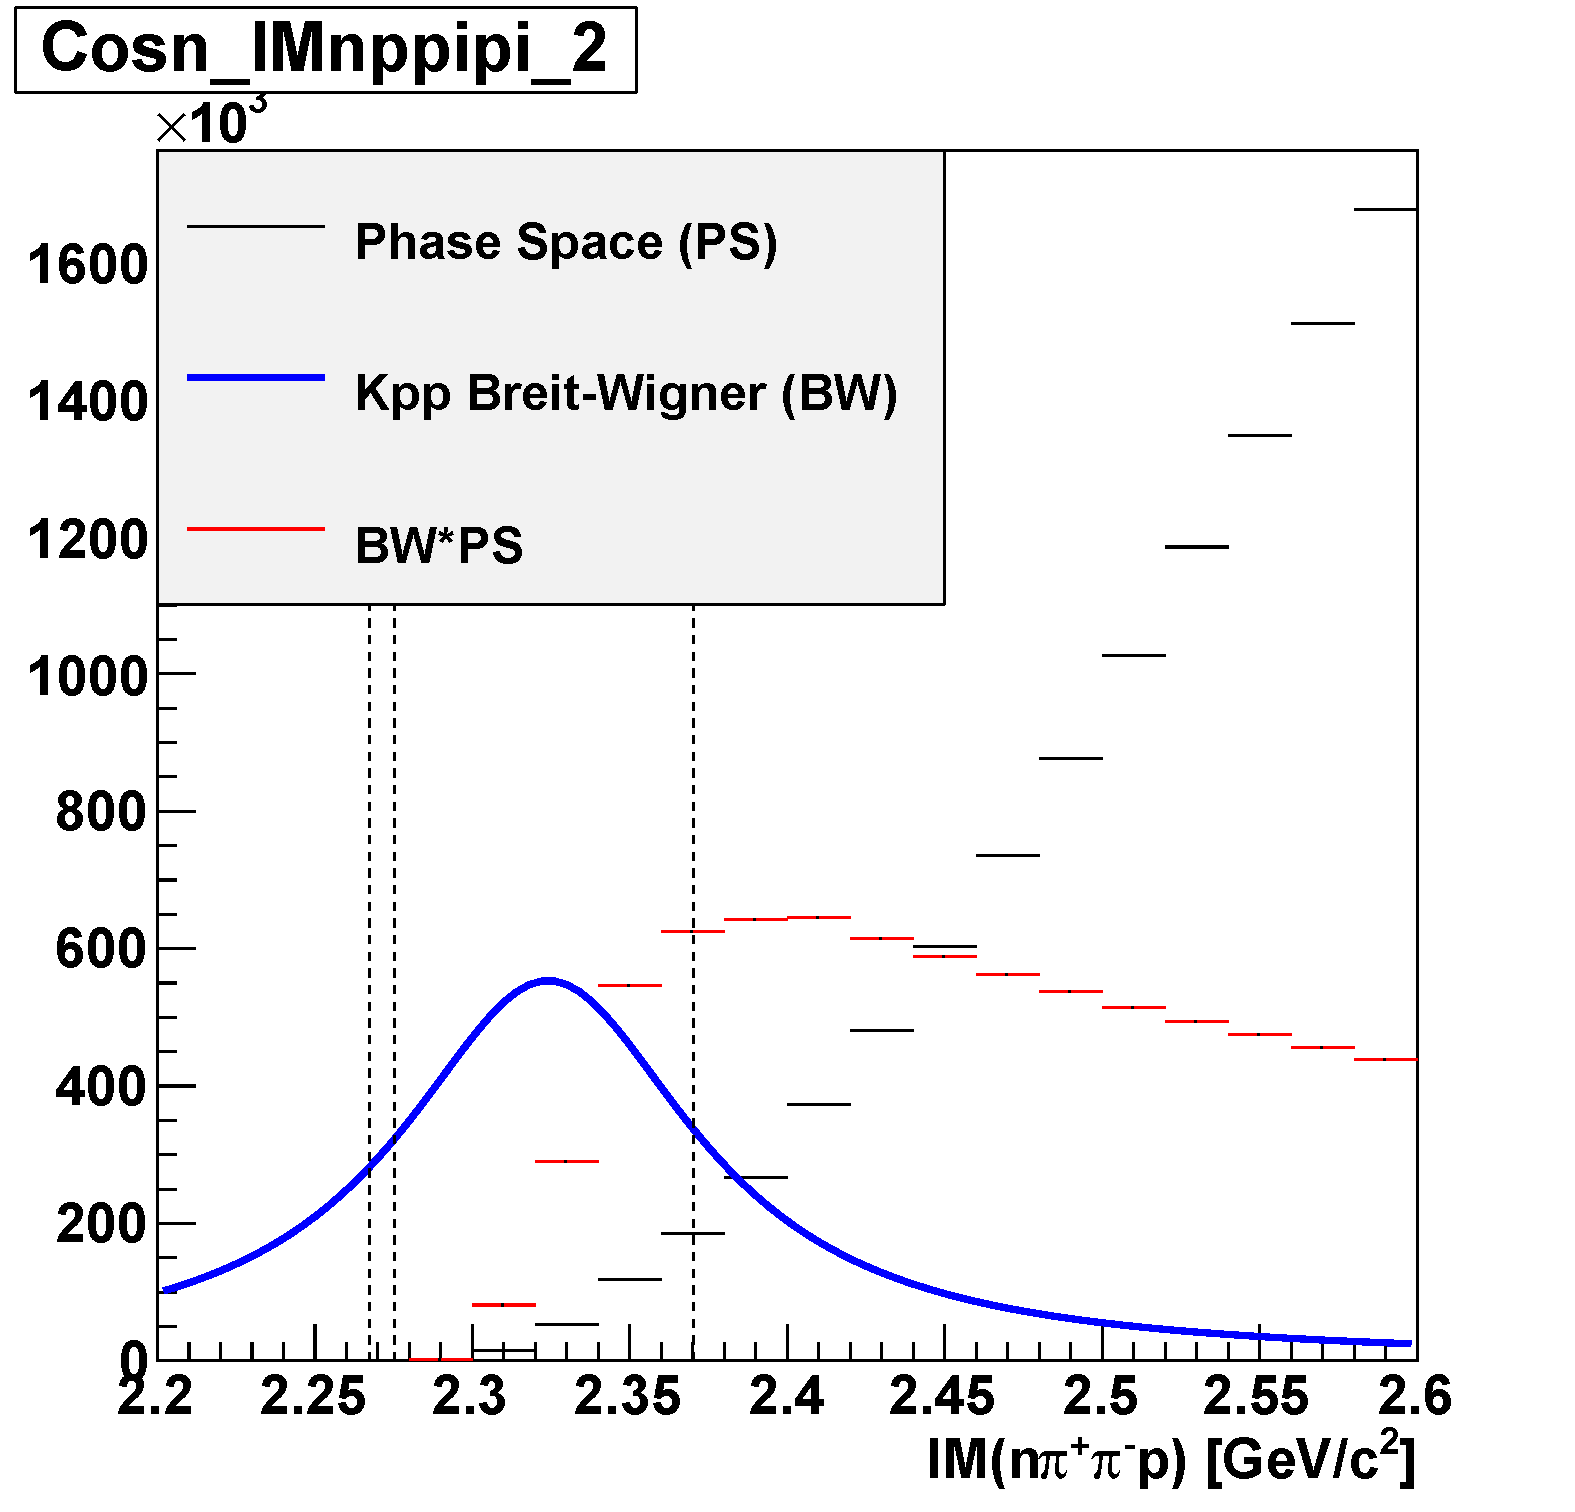 Cosn_IMnppipi_2
×10³
Phase Space (PS)
Kpp Breit-Wigner (BW)
BW*PS
1600
1400
1200
1000
800
600
400
200
0
2.2 2.25 2.3 2.35 2.4 2.45 2.5 2.55 2.6
IM(nπ⁺π⁻p) [GeV/c²]